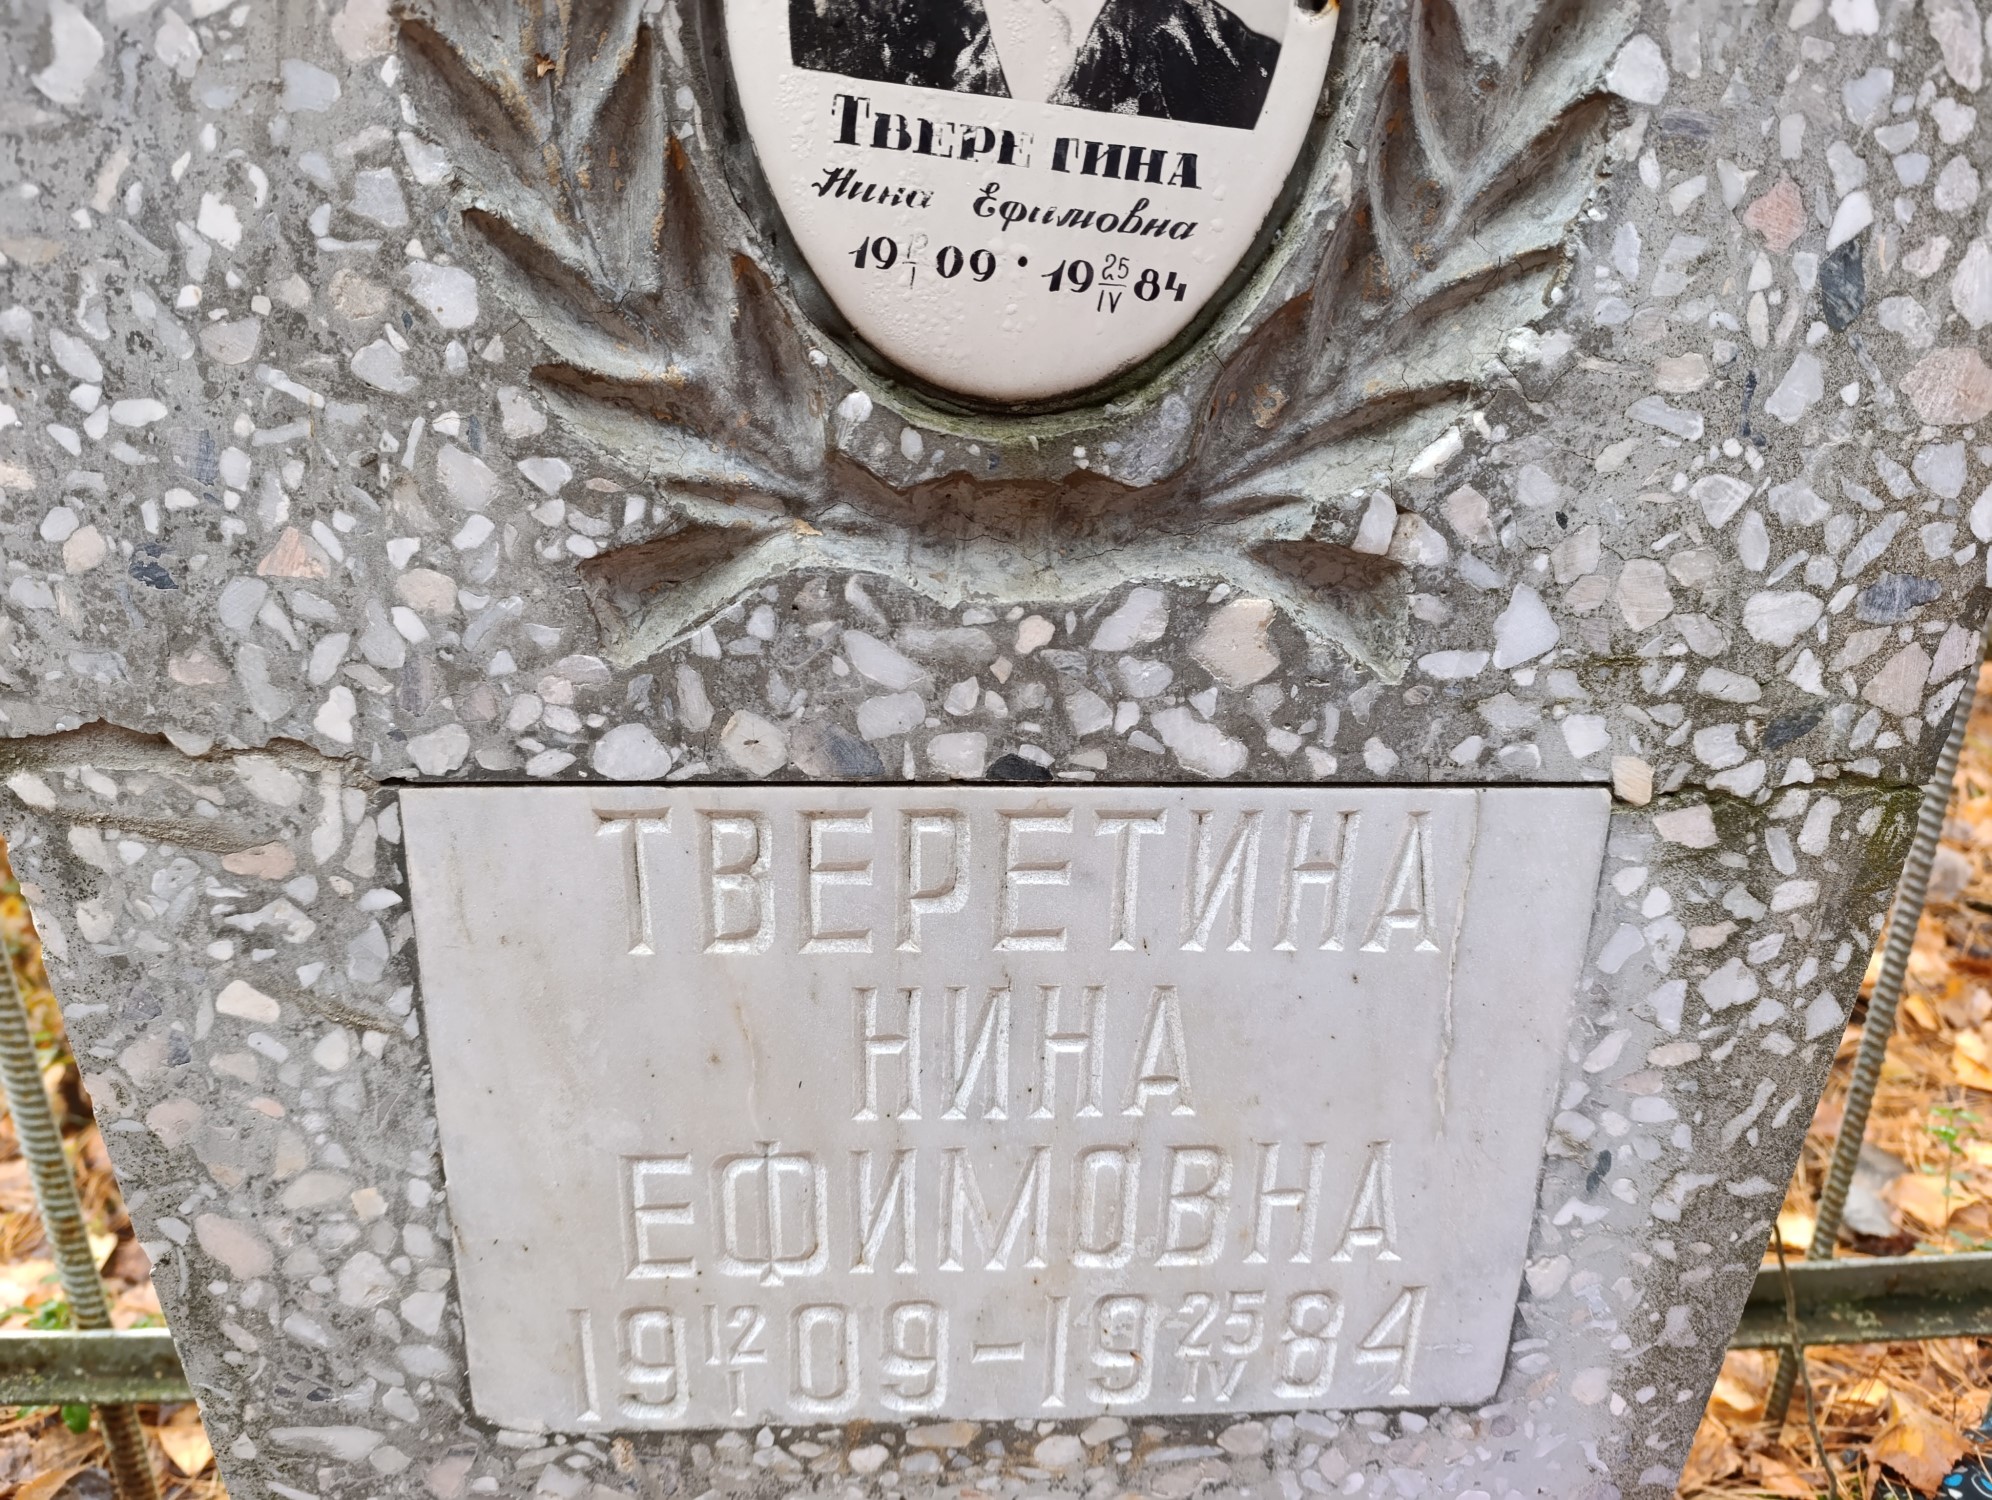 ТВЕРЕТИНА
Нина Ефимовна
19 12/I 09 · 19 25/IV 84
ТВЕРЕТИНА
НИНА
ЕФИМОВНА
19 12/I 09 - 19 25/IV 84